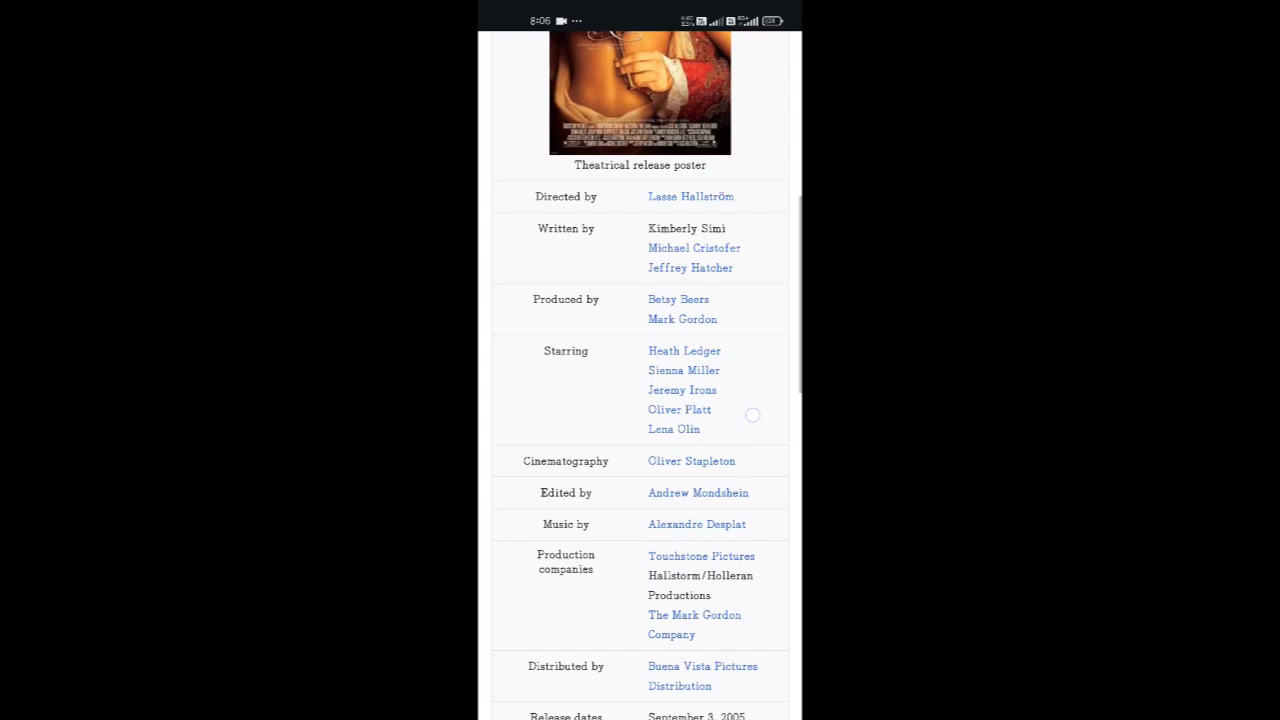 8:06
Theatrical release poster
Directed by Lasse Hallström
Written by Kimberly Simi
Michael Cristofer
Jeffrey Hatcher
Produced by Betsy Beers
Mark Gordon
Starring Heath Ledger
Sienna Miller
Jeremy Irons
Oliver Platt
Lena Olin
Cinematography Oliver Stapleton
Edited by Andrew Mondshein
Music by Alexandre Desplat
Production companies Touchstone Pictures
Hallstorm/Holleran
Productions
The Mark Gordon
Company
Distributed by Buena Vista Pictures
Distribution
Release dates September 3, 2005